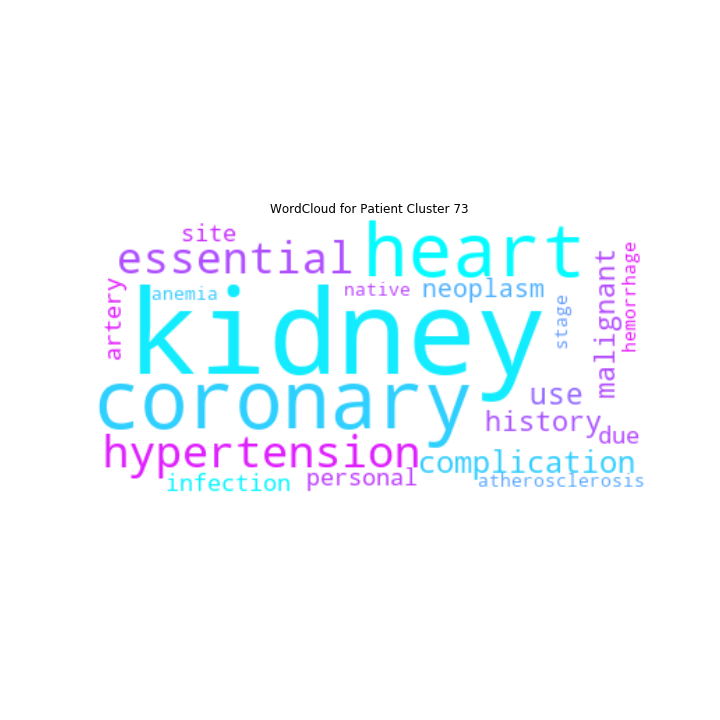 WordCloud for Patient Cluster 73
site
essential
heart
artery
anemia
native
neoplasm
stage
malignant
hemorrhage
kidney
coronary
use
history
due
hypertension
complication
infection
personal
atherosclerosis